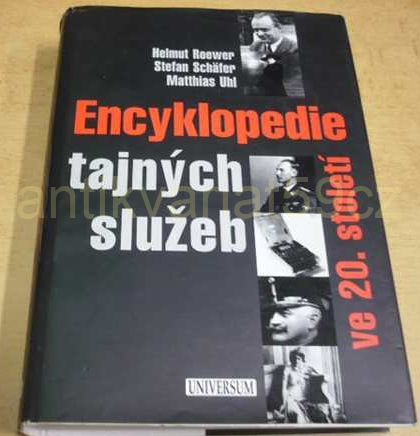 Helmut Roewer
Stefan Schäfer
Matthias Uhl
Encyklopedie
tajných
služeb
ve 20. století
UNIVERSUM